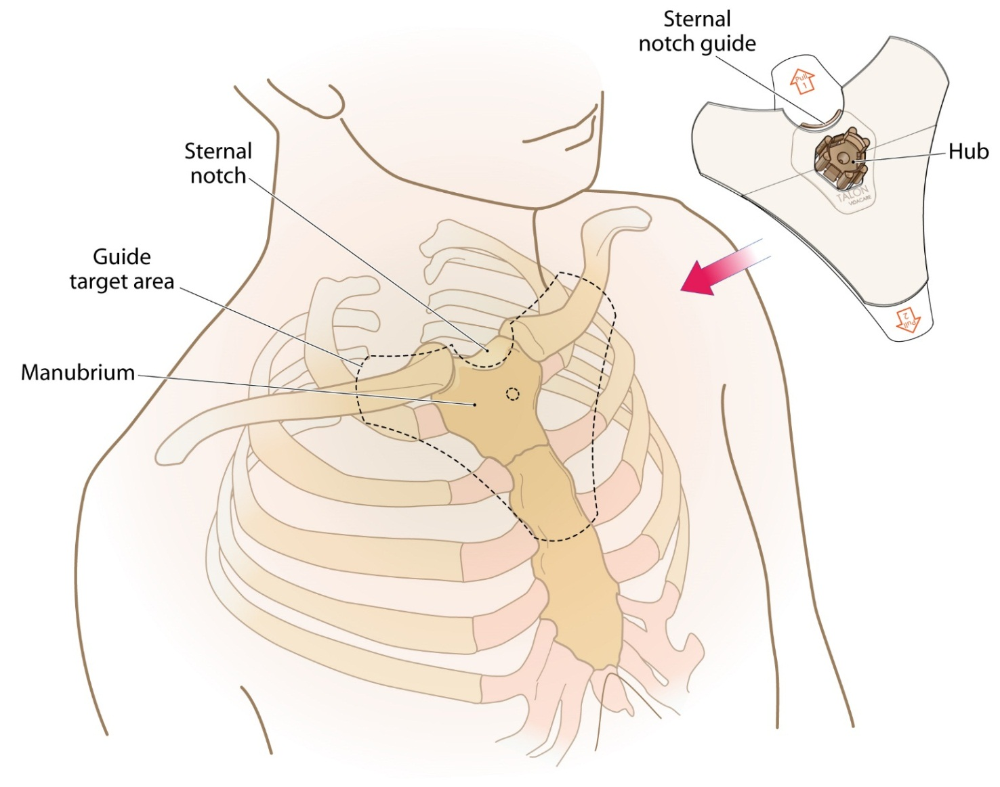 Sternal
notch guide
Pull
1
Hub
TALON
VIDACARE
Sternal
notch
Guide
target area
Manubrium
Pull
2